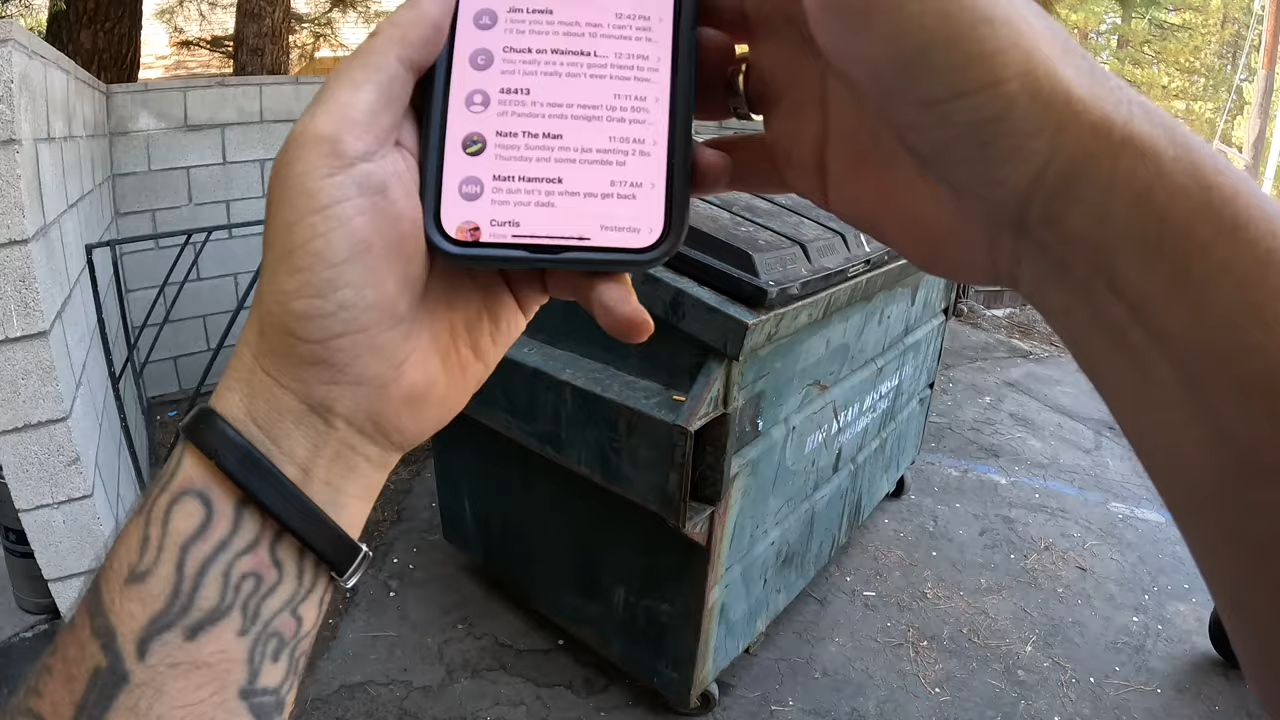 JL
Jim Lewis
12:42 PM
I love you so much, man. I can't wait.
I'll be there in about 10 minutes or le...
C
Chuck on Wainoka L...
12:31 PM
You really are a very good friend to me
and I just really don't ever know how...
48413
11:11 AM
REEDS: It's now or never! Up to 50%
off Pandora ends tonight! Grab your...
Nate The Man
11:05 AM
Happy Sunday mn u jus wanting 2 lbs
Thursday and some crumble lol
MH
Matt Hamrock
8:17 AM
Oh duh let's go when you get back
from your dads.
Curtis
Yesterday
BIG BEAR DISPOSAL